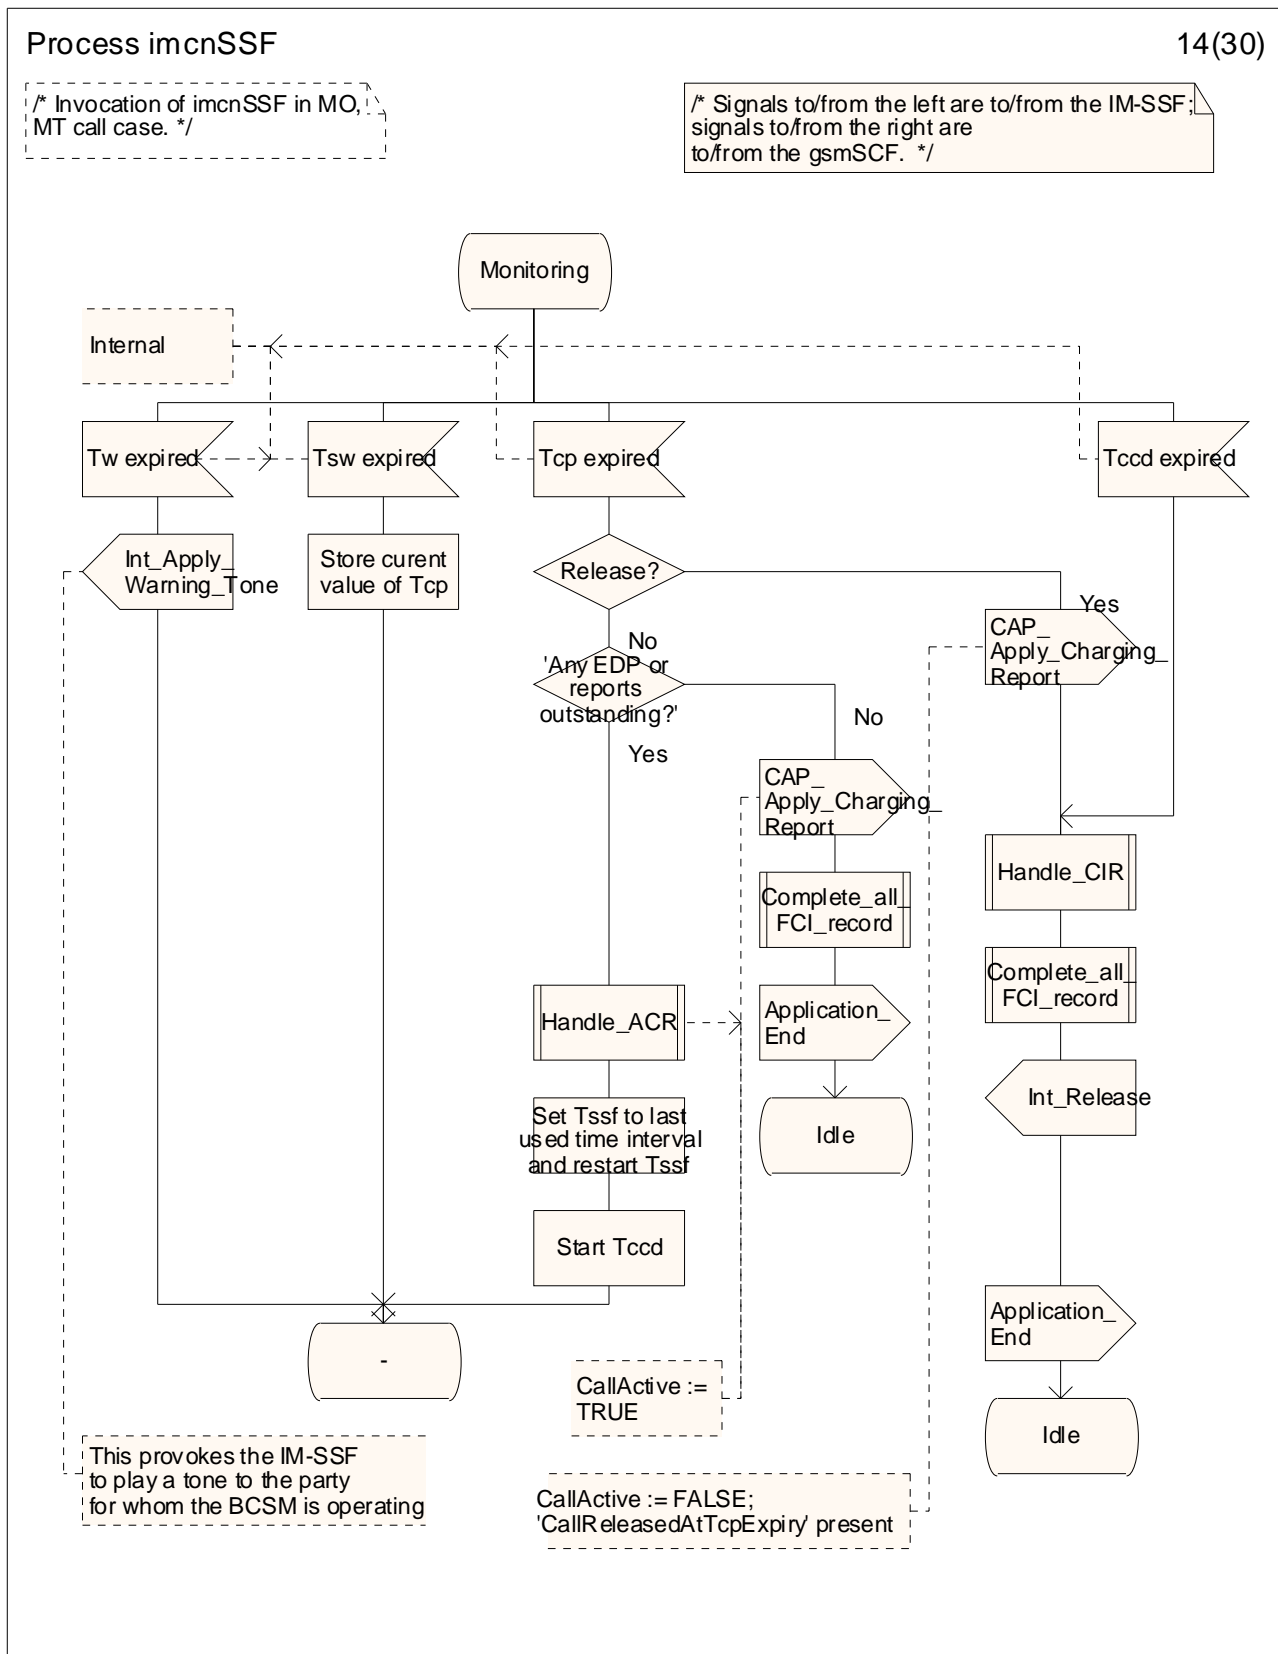 Process imcnSSF
14(30)
/* Invocation of imcnSSF in MO,
MT call case. */
/* Signals to/from the left are to/from the IM-SSF;
signals to/from the right are
to/from the gsmSCF. */
Monitoring
Internal
Tw expired
Tsw expired
Tcp expired
Tccd expired
Int_Apply_
Warning_Tone
Store curent
value of Tcp
Release?
Yes
No
CAP_
Apply_Charging_
Report
'Any EDP or
reports
outstanding?'
No
Yes
CAP_
Apply_Charging_
Report
Handle_CIR
Complete_all_
FCI_record
Complete_all_
FCI_record
Handle_ACR
Application_
End
Int_Release
Set Tssf to last
used time interval
and restart Tssf
Idle
Start Tccd
Application_
End
-
CallActive :=
TRUE
Idle
This provokes the IM-SSF
to play a tone to the party
for whom the BCSM is operating
CallActive := FALSE;
'CallReleasedAtTcpExpiry' present